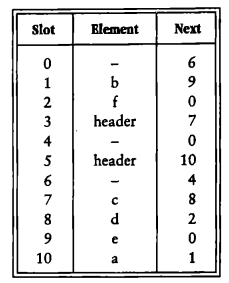 Slot Element Next
0 – 6
1 b 9
2 f 0
3 header 7
4 – 0
5 header 10
6 – 4
7 c 8
8 d 2
9 e 0
10 a 1